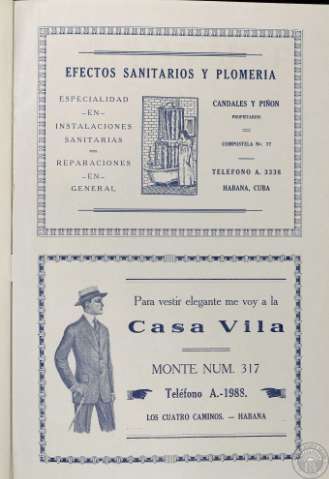 EFECTOS SANITARIOS Y PLOMERIA
ESPECIALIDAD
-EN-
INSTALACIONES
SANITARIAS
REPARACIONES
-EN-
GENERAL
CANDALES Y PIÑON
PROPIETARIOS
COMPOSTELA No. 77
TELEFONO A. 3336
HABANA, CUBA
Para vestir elegante me voy a la
Casa Vila
MONTE NUM. 317
Teléfono A.-1988.
LOS CUATRO CAMINOS. — HABANA